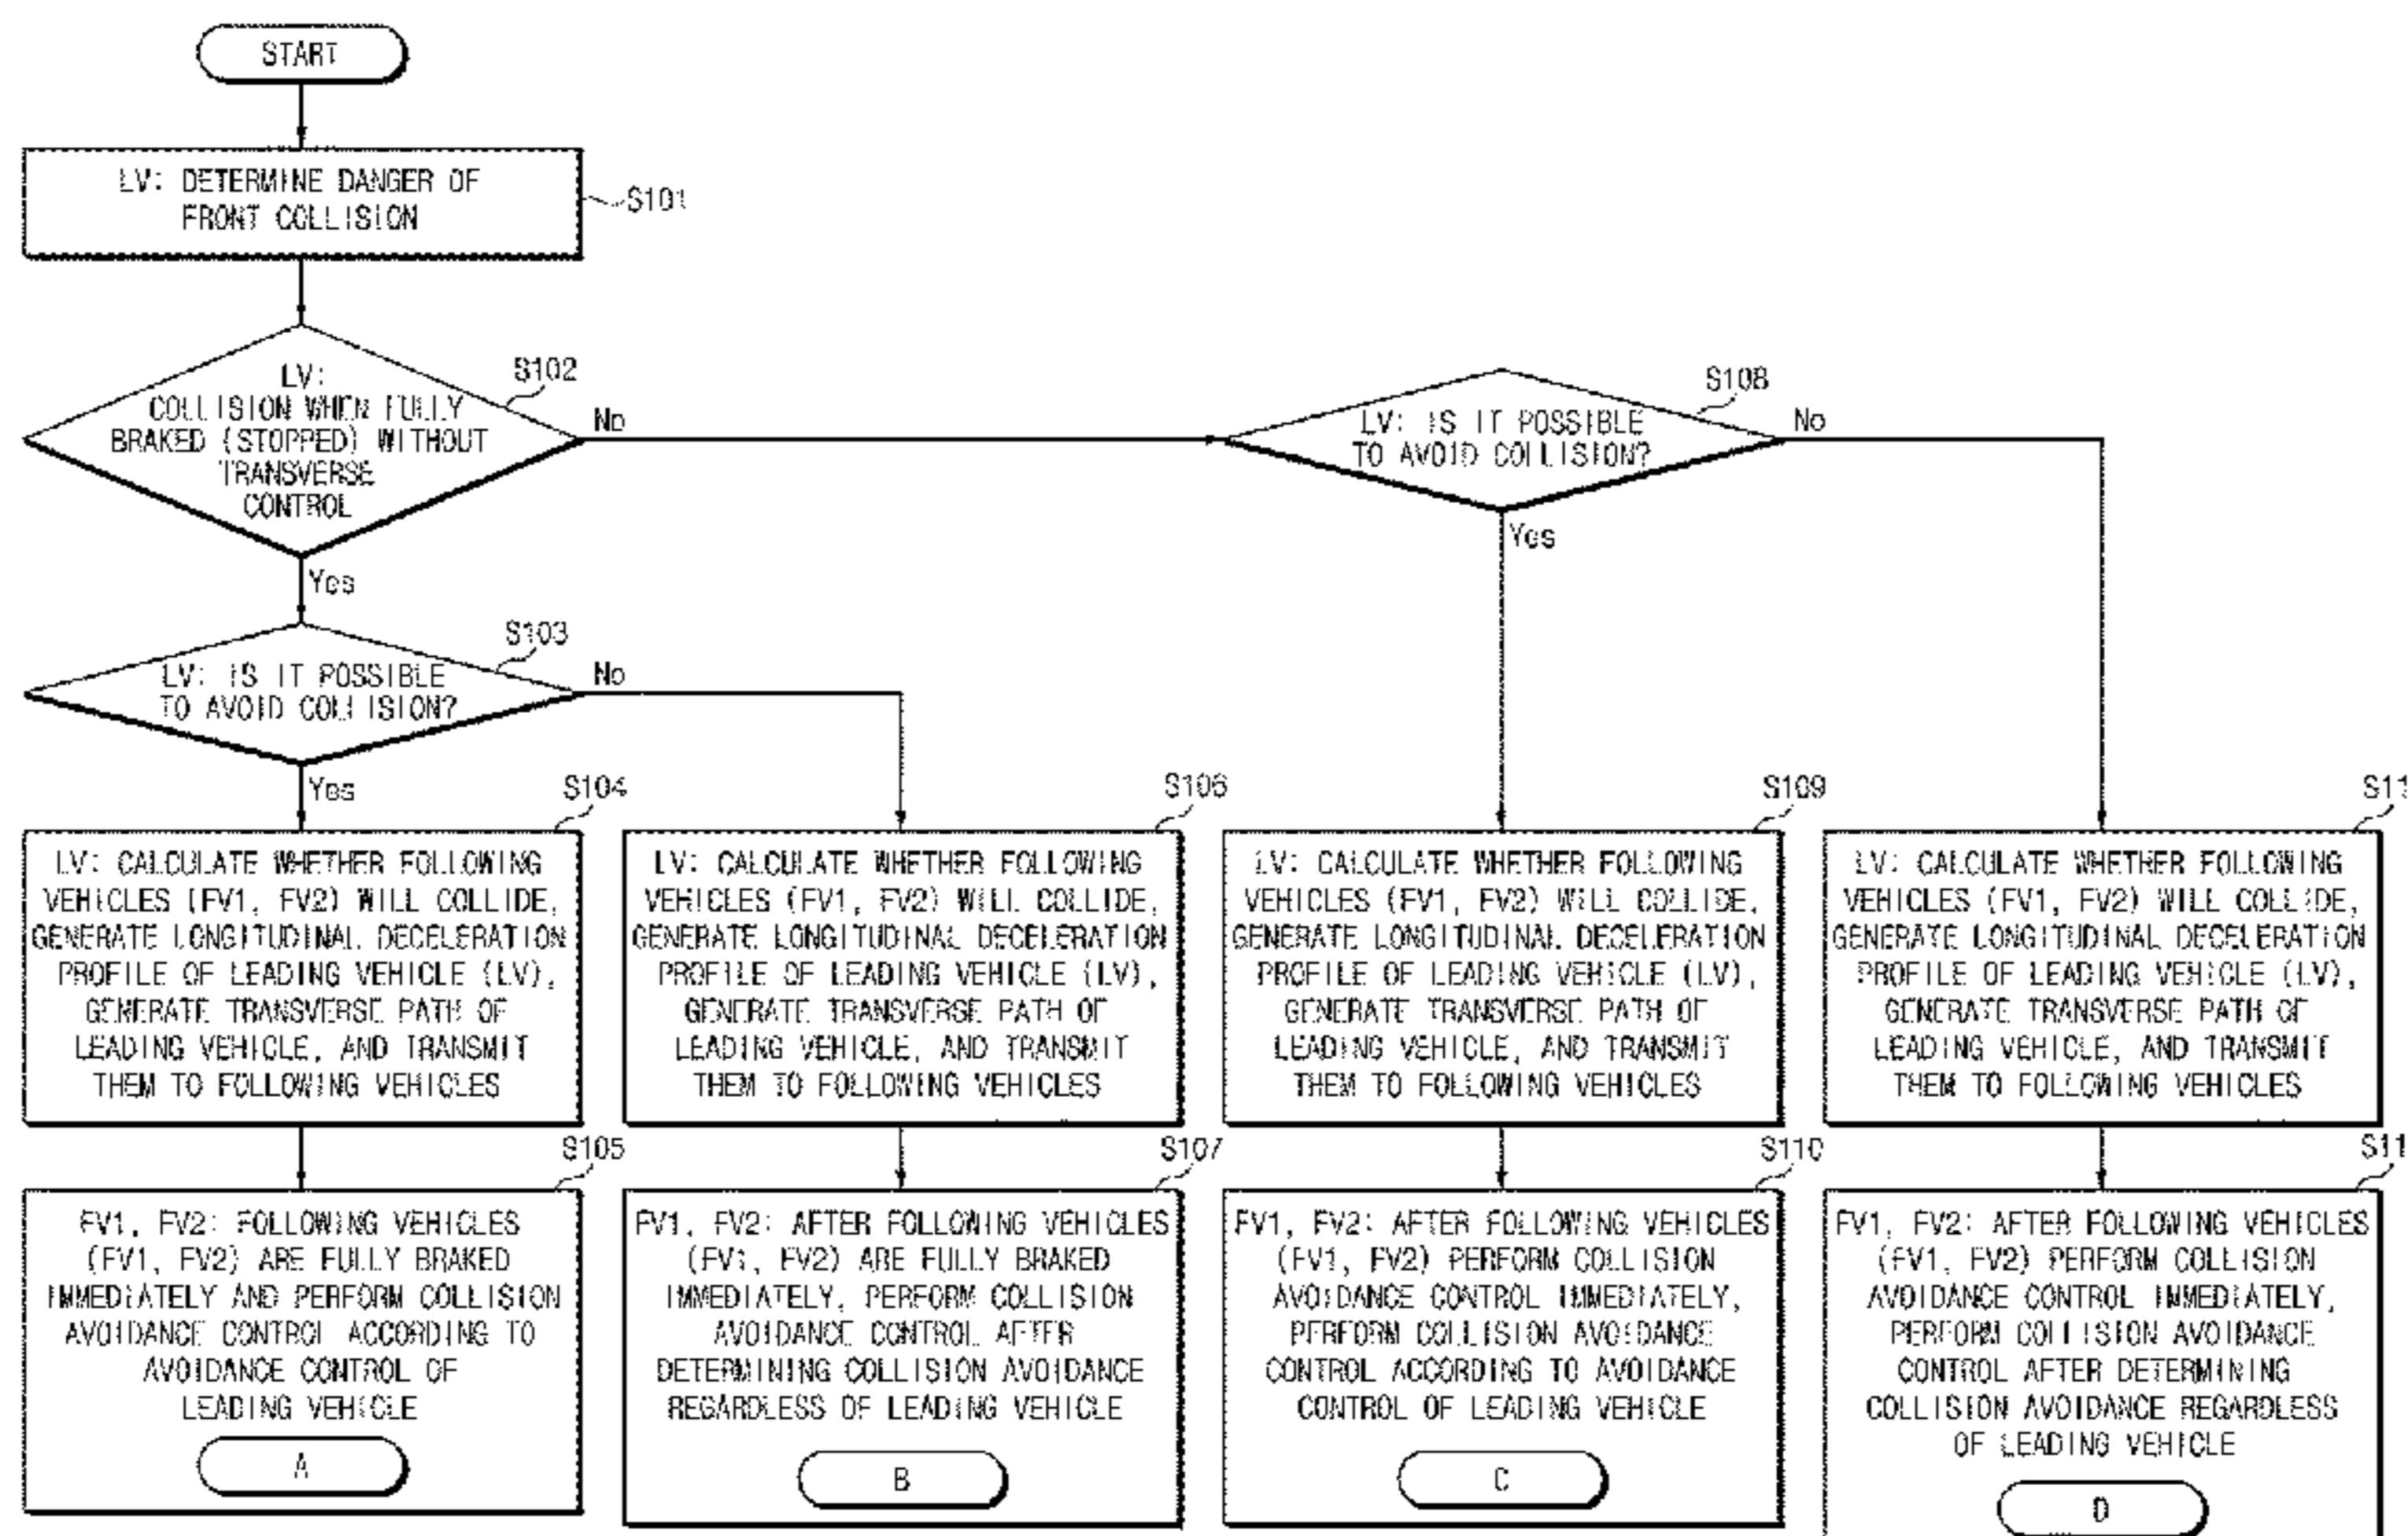 START
LV: DETERMINE DANGER OF
FRONT COLLISION
S101
LV:
COLLISION WHEN FULLY
BRAKED (STOPPED) WITHOUT
TRANSVERSE
CONTROL
S102
No
Yes
LV: IS IT POSSIBLE
TO AVOID COLLISION?
S108
No
Yes
LV: IS IT POSSIBLE
TO AVOID COLLISION?
S103
No
Yes
S104
LV: CALCULATE WHETHER FOLLOWING
VEHICLES (FV1, FV2) WILL COLLIDE,
GENERATE LONGITUDINAL DECELERATION
PROFILE OF LEADING VEHICLE (LV),
GENERATE TRANSVERSE PATH OF
LEADING VEHICLE, AND TRANSMIT
THEM TO FOLLOWING VEHICLES
S106
LV: CALCULATE WHETHER FOLLOWING
VEHICLES (FV1, FV2) WILL COLLIDE,
GENERATE LONGITUDINAL DECELERATION
PROFILE OF LEADING VEHICLE (LV),
GENERATE TRANSVERSE PATH OF
LEADING VEHICLE, AND TRANSMIT
THEM TO FOLLOWING VEHICLES
S109
LV: CALCULATE WHETHER FOLLOWING
VEHICLES (FV1, FV2) WILL COLLIDE,
GENERATE LONGITUDINAL DECELERATION
PROFILE OF LEADING VEHICLE (LV),
GENERATE TRANSVERSE PATH OF
LEADING VEHICLE, AND TRANSMIT
THEM TO FOLLOWING VEHICLES
S11
LV: CALCULATE WHETHER FOLLOWING
VEHICLES (FV1, FV2) WILL COLLIDE,
GENERATE LONGITUDINAL DECELERATION
PROFILE OF LEADING VEHICLE (LV),
GENERATE TRANSVERSE PATH OF
LEADING VEHICLE, AND TRANSMIT
THEM TO FOLLOWING VEHICLES
S105
FV1, FV2: FOLLOWING VEHICLES
(FV1, FV2) ARE FULLY BRAKED
IMMEDIATELY AND PERFORM COLLISION
AVOIDANCE CONTROL ACCORDING TO
AVOIDANCE CONTROL OF
LEADING VEHICLE
A
S107
FV1, FV2: AFTER FOLLOWING VEHICLES
(FV1, FV2) ARE FULLY BRAKED
IMMEDIATELY, PERFORM COLLISION
AVOIDANCE CONTROL AFTER
DETERMINING COLLISION AVOIDANCE
REGARDLESS OF LEADING VEHICLE
B
S110
FV1, FV2: AFTER FOLLOWING VEHICLES
(FV1, FV2) PERFORM COLLISION
AVOIDANCE CONTROL IMMEDIATELY,
PERFORM COLLISION AVOIDANCE
CONTROL ACCORDING TO AVOIDANCE
CONTROL OF LEADING VEHICLE
C
S11
FV1, FV2: AFTER FOLLOWING VEHICLES
(FV1, FV2) PERFORM COLLISION
AVOIDANCE CONTROL IMMEDIATELY,
PERFORM COLLISION AVOIDANCE
CONTROL AFTER DETERMINING
COLLISION AVOIDANCE REGARDLESS
OF LEADING VEHICLE
D